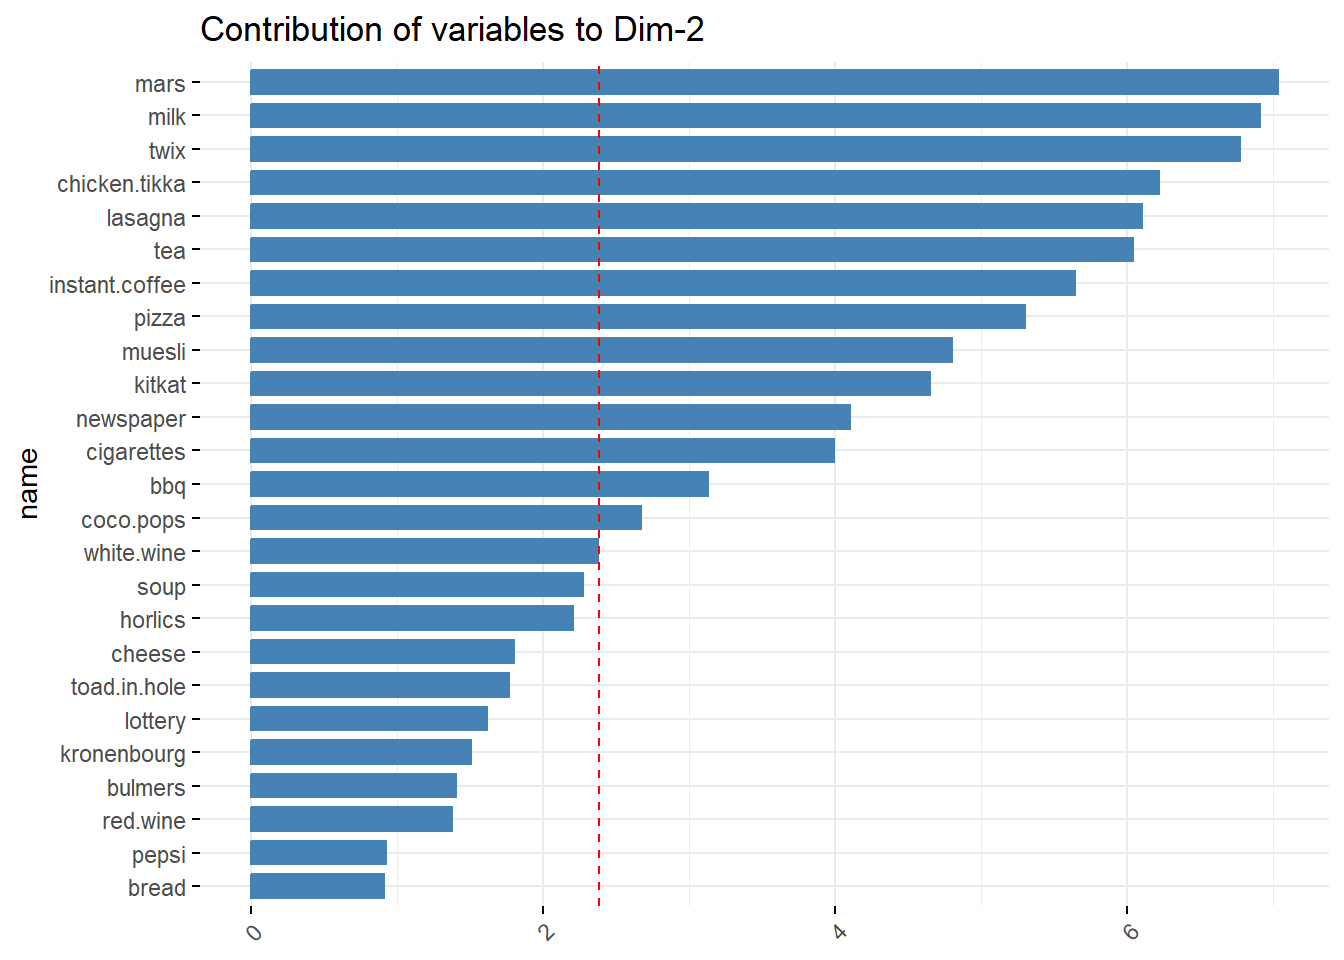 Contribution of variables to Dim-2
mars
milk
twix
chicken.tikka
lasagna
tea
instant.coffee
pizza
muesli
kitkat
newspaper
cigarettes
bbq
coco.pops
white.wine
soup
horlics
cheese
toad.in.hole
lottery
kronenbourg
bulmers
red.wine
pepsi
bread
name
0 2 4 6